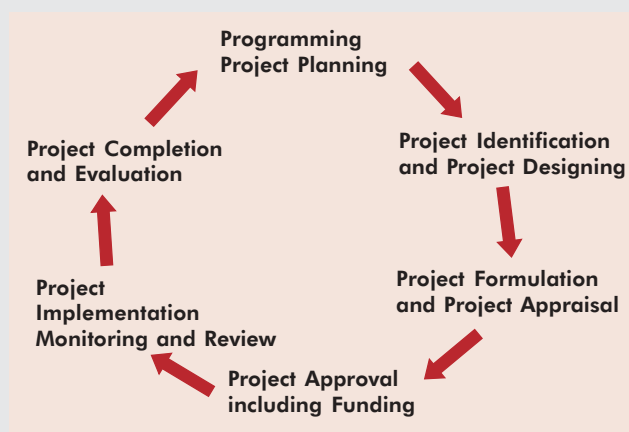 Programming
Project Planning
Project Identification
and Project Designing
Project Formulation
and Project Appraisal
Project Approval
including Funding
Project
Implementation
Monitoring and Review
Project Completion
and Evaluation